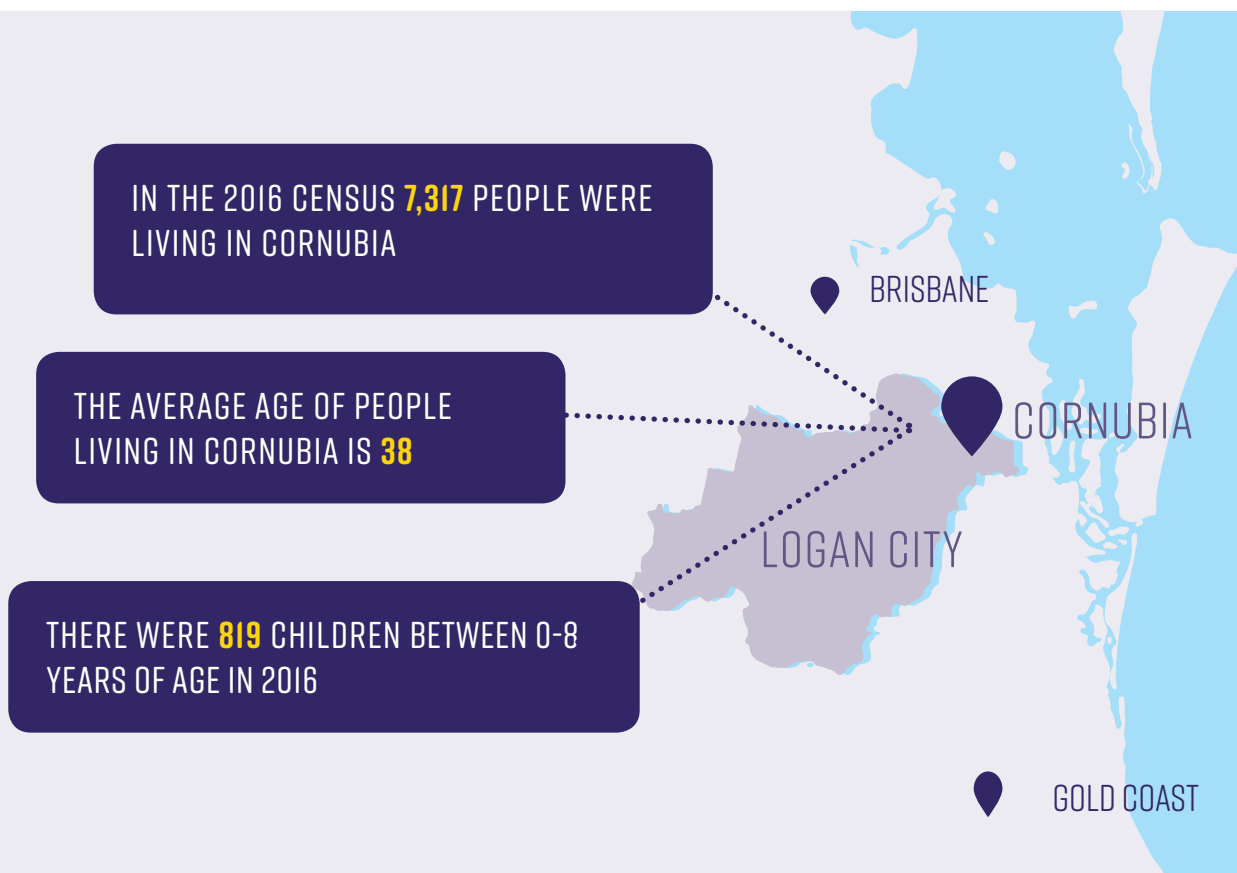 IN THE 2016 CENSUS 7,317 PEOPLE WERE
LIVING IN CORNUBIA
BRISBANE
THE AVERAGE AGE OF PEOPLE
LIVING IN CORNUBIA IS 38
CORNUBIA
LOGAN CITY
THERE WERE 819 CHILDREN BETWEEN 0-8
YEARS OF AGE IN 2016
GOLD COAST